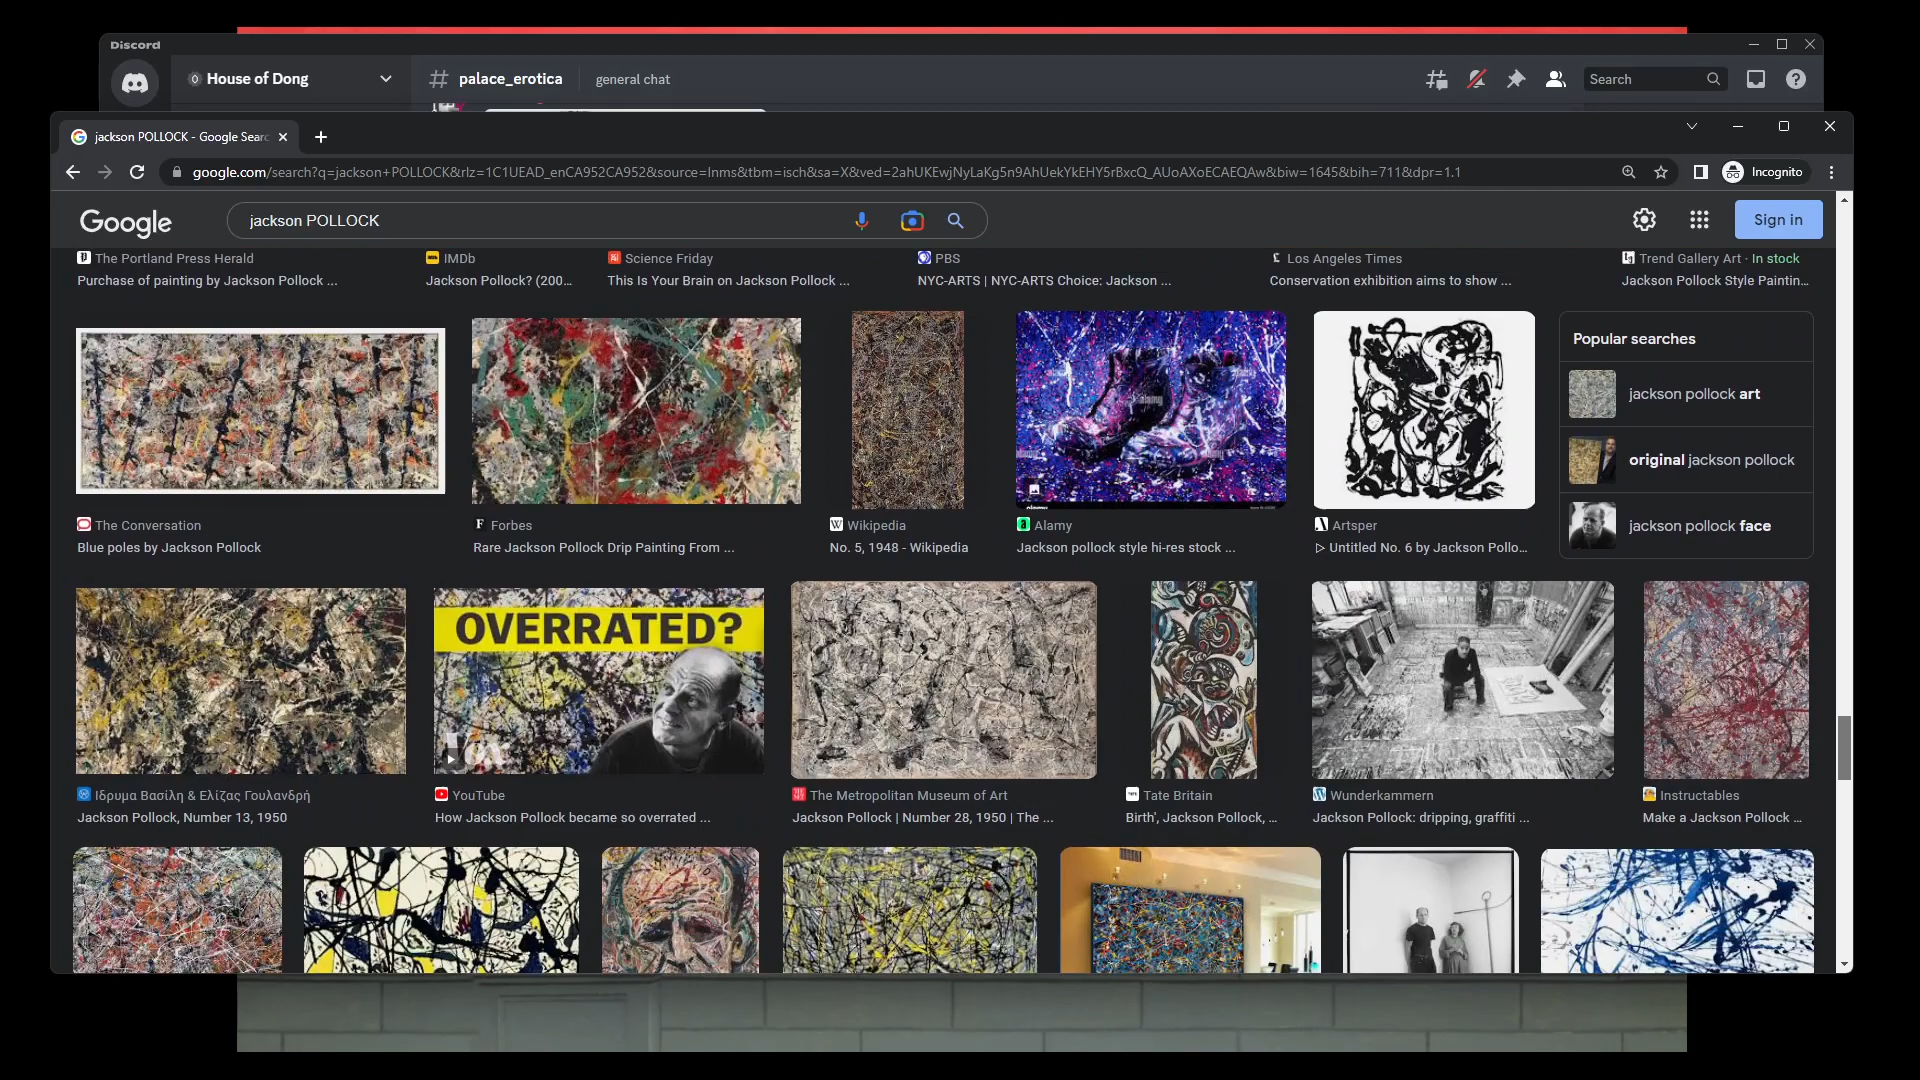 Discord
House of Dong
palace_erotica
general chat
Search
jackson POLLOCK - Google Searc
google.com/search?q=jackson+POLLOCK&rlz=1C1UEAD_enCA952CA952&source=lnms&tbm=isch&sa=X&ved=2ahUKEwjNyLaKg5n9AhUekYkEHY5rBxcQ_AUoAXoECAEQAw&biw=1645&bih=711&dpr=1.1
Incognito
Google
jackson POLLOCK
Sign in
The Portland Press Herald
Purchase of painting by Jackson Pollock ...
IMDb
Jackson Pollock? (200...
Science Friday
This Is Your Brain on Jackson Pollock ...
PBS
NYC-ARTS | NYC-ARTS Choice: Jackson ...
Los Angeles Times
Conservation exhibition aims to show ...
Trend Gallery Art · In stock
Jackson Pollock Style Paintin...
The Conversation
Blue poles by Jackson Pollock
Forbes
Rare Jackson Pollock Drip Painting From ...
Wikipedia
No. 5, 1948 - Wikipedia
alamy
Alamy
Jackson pollock style hi-res stock ...
Artsper
Untitled No. 6 by Jackson Pollo...
Popular searches
jackson pollock art
original jackson pollock
jackson pollock face
Ιδρυμα Βασίλη & Ελίζας Γουλανδρή
Jackson Pollock, Number 13, 1950
OVERRATED?
Vox
YouTube
How Jackson Pollock became so overrated ...
The Metropolitan Museum of Art
Jackson Pollock | Number 28, 1950 | The ...
Tate Britain
Birth', Jackson Pollock, ...
Wunderkammern
Jackson Pollock: dripping, graffiti ...
Instructables
Make a Jackson Pollock ...